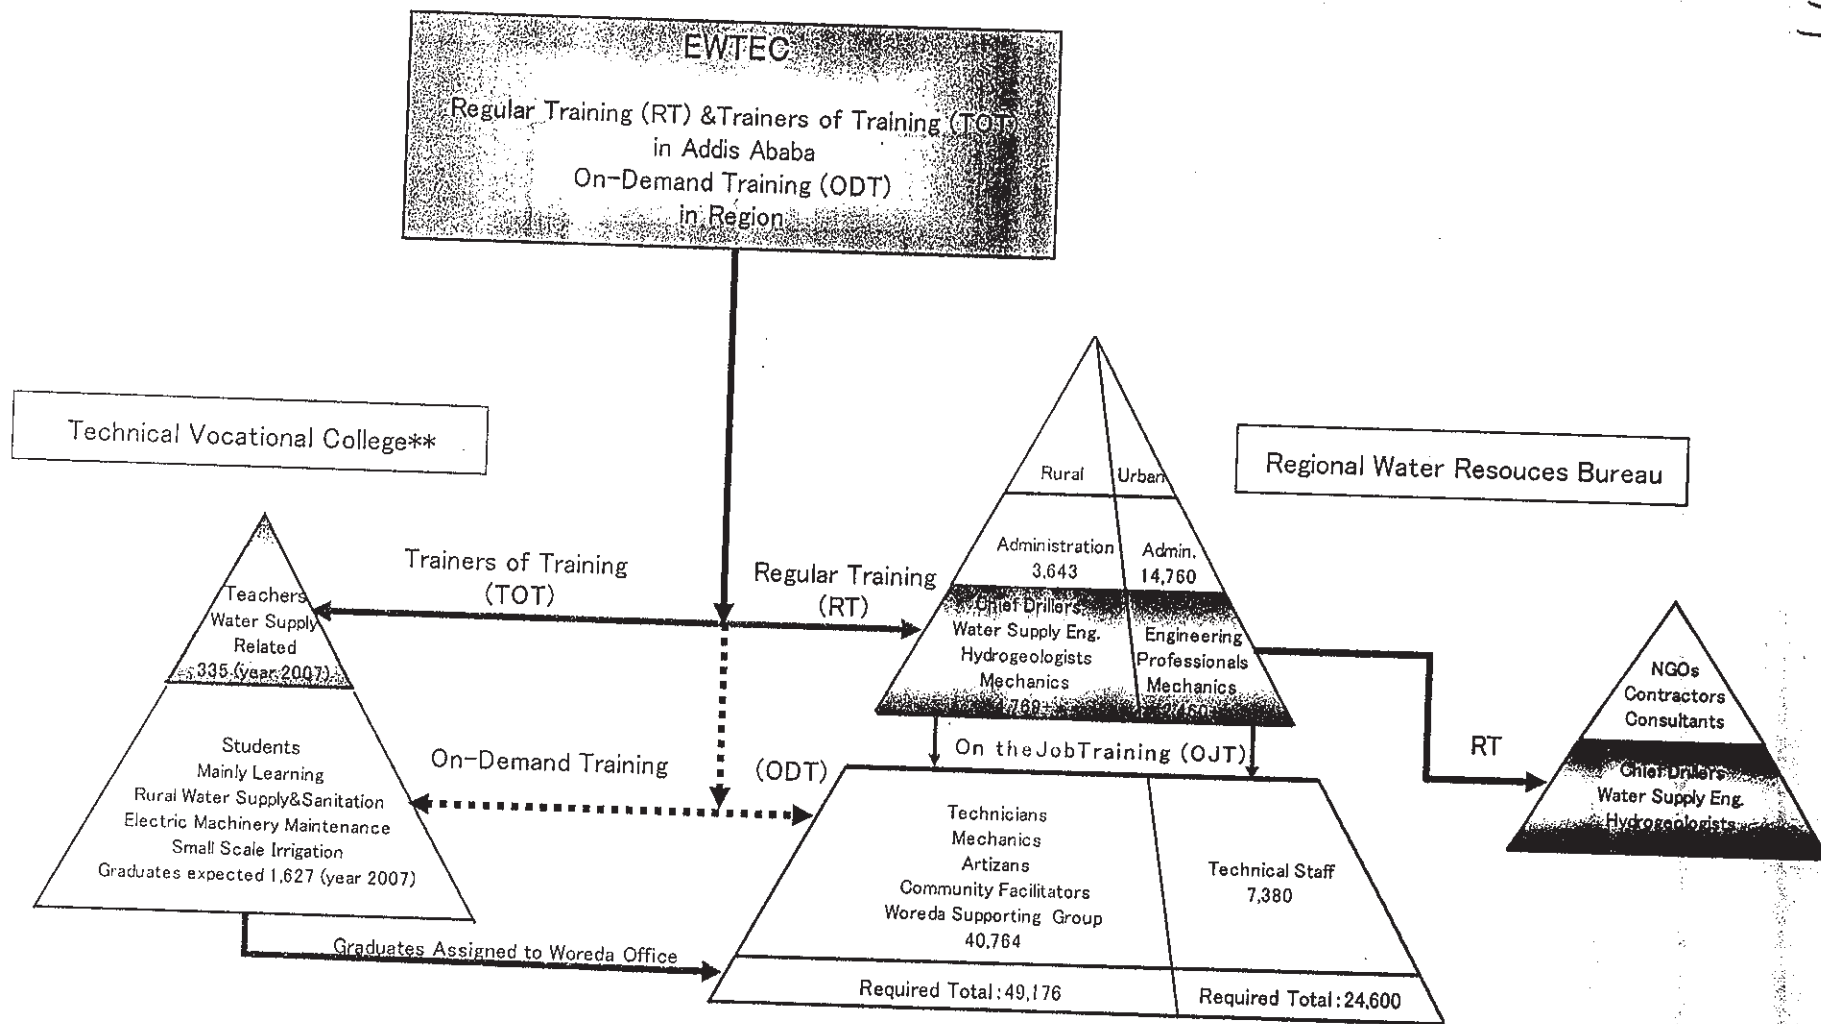 EWTEC
Regular Training (RT) &Trainers of Training (TOT)
in Addis Ababa
On-Demand Training (ODT)
in Region
Technical Vocational College**
Regional Water Resouces Bureau
Rural
Urban
Administration
3,643
Admin.
14,760
Chief Drillers
Water Supply Eng.
Hydrogeologists
Mechanics
Engineering
Professionals
Mechanics
Trainers of Training
(TOT)
Regular Training
(RT)
Teachers
Water Supply
Related
335 (year 2007)
Students
Mainly Learning
Rural Water Supply&Sanitation
Electric Machinery Maintenance
Small Scale Irrigation
Graduates expected 1,627 (year 2007)
On-Demand Training
(ODT)
On theJobTraining (OJT)
Technicians
Mechanics
Artizans
Community Facilitators
Woreda Supporting Group
40,764
Technical Staff
7,380
Graduates Assigned to Woreda Office
Required Total:49,176
Required Total:24,600
RT
NGOs
Contractors
Consultants
Chief Drillers
Water Supply Eng.
Hydrogeologists